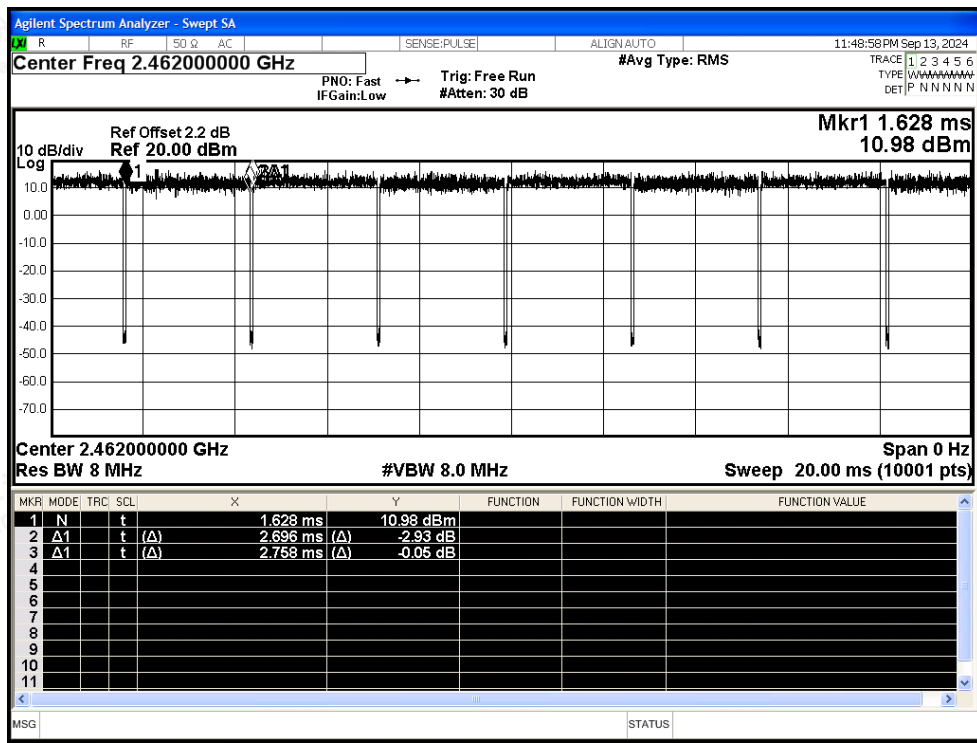 Agilent Spectrum Analyzer - Swept SA
LXI R RF 50 Ω AC SENSE:PULSE ALIGN AUTO 11:48:58 PM Sep 13, 2024
Center Freq 2.462000000 GHz #Avg Type: RMS TRACE 1 2 3 4 5 6
PNO: Fast Trig: Free Run TYPE WWWWWW
IFGain:Low #Atten: 30 dB DET P N N N N N
Mkr1 1.628 ms
Ref Offset 2.2 dB
10 dB/div Ref 20.00 dBm 10.98 dBm
Log
1 2Δ1
10.0
0.00
-10.0
-20.0
-30.0
-40.0
-50.0
-60.0
-70.0
Center 2.462000000 GHz Span 0 Hz
Res BW 8 MHz #VBW 8.0 MHz Sweep 20.00 ms (10001 pts)
MKR MODE TRC SCL X Y FUNCTION FUNCTION WIDTH FUNCTION VALUE
1 N t 1.628 ms 10.98 dBm
2 Δ1 t (Δ) 2.696 ms (Δ) -2.93 dB
3 Δ1 t (Δ) 2.758 ms (Δ) -0.05 dB
4
5
6
7
8
9
10
11
MSG STATUS